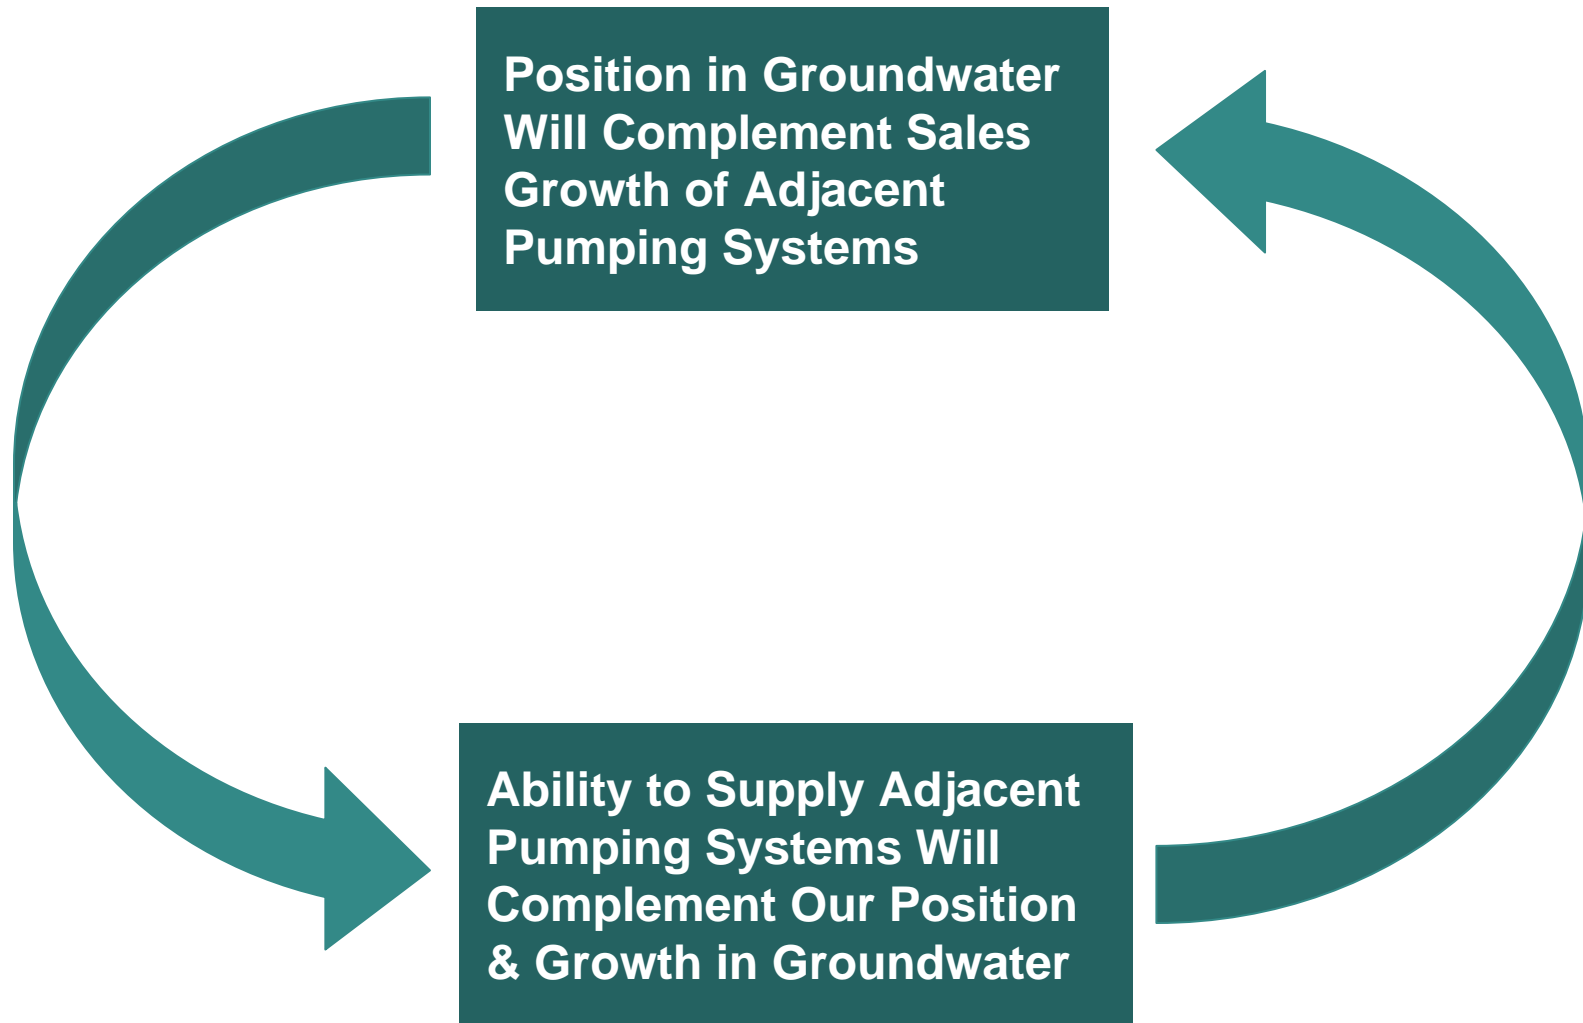 Position in Groundwater
Will Complement Sales
Growth of Adjacent
Pumping Systems
Ability to Supply Adjacent
Pumping Systems Will
Complement Our Position
& Growth in Groundwater